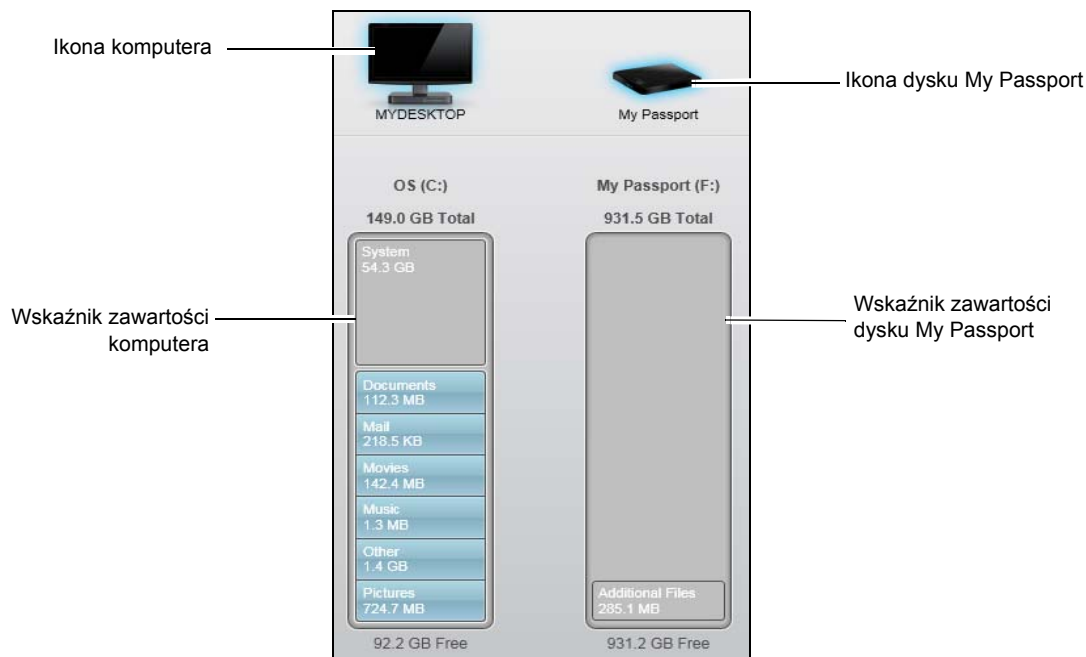 Ikona komputera
Ikona dysku My Passport
MYDESKTOP
My Passport
OS (C:)
My Passport (F:)
149.0 GB Total
931.5 GB Total
System
54.3 GB
Wskaźnik zawartości
komputera
Wskaźnik zawartości
dysku My Passport
Documents
112.3 MB
Mail
218.5 KB
Movies
142.4 MB
Music
1.3 MB
Other
1.4 GB
Pictures
724.7 MB
Additional Files
285.1 MB
92.2 GB Free
931.2 GB Free